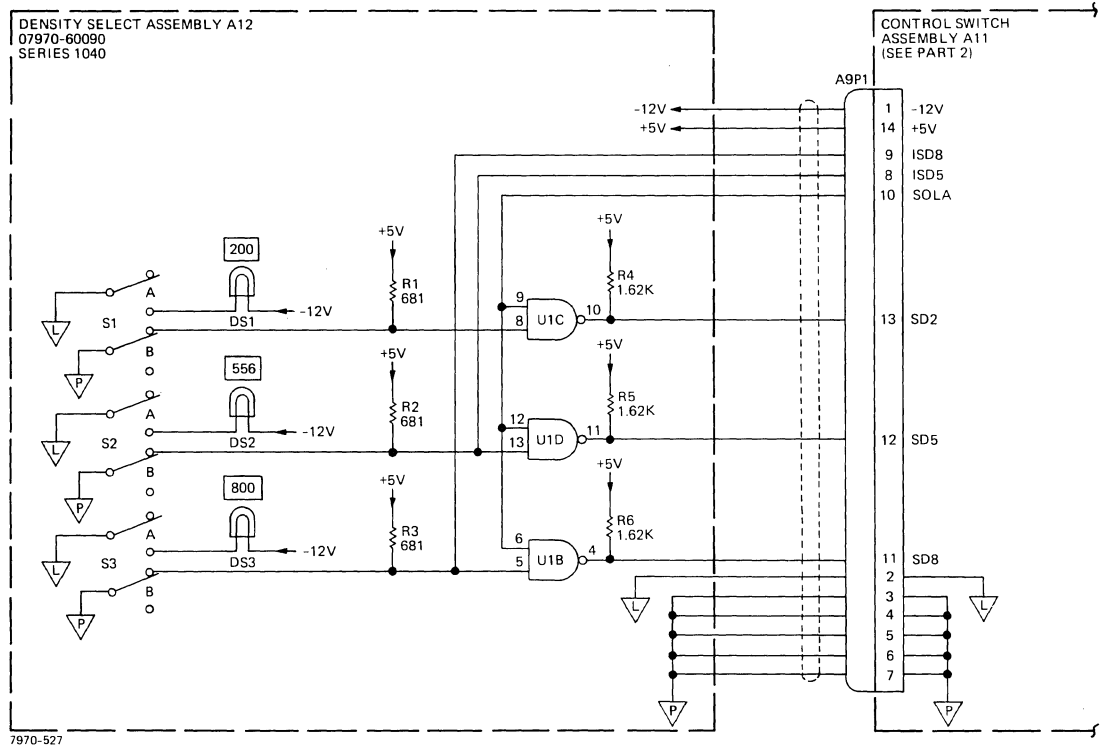 DENSITY SELECT ASSEMBLY A12
07970-60090
SERIES 1040
CONTROL SWITCH
ASSEMBLY A11
(SEE PART 2)
A9P1
-12V
1 -12V
+5V
14 +5V
9 ISD8
8 ISD5
10 SOLA
200
+5V
+5V
A
R1
681
R4
1.62K
S1
DS1
-12V
9
8
U1C
10
13 SD2
B
L
P
556
+5V
+5V
A
R2
681
R5
1.62K
S2
DS2
-12V
12
13
U1D
11
12 SD5
B
L
P
800
+5V
+5V
A
R3
681
R6
1.62K
S3
DS3
-12V
6
5
U1B
4
11 SD8
B
L
P
2
L
L
3
4
5
6
7
P
P
7970-527